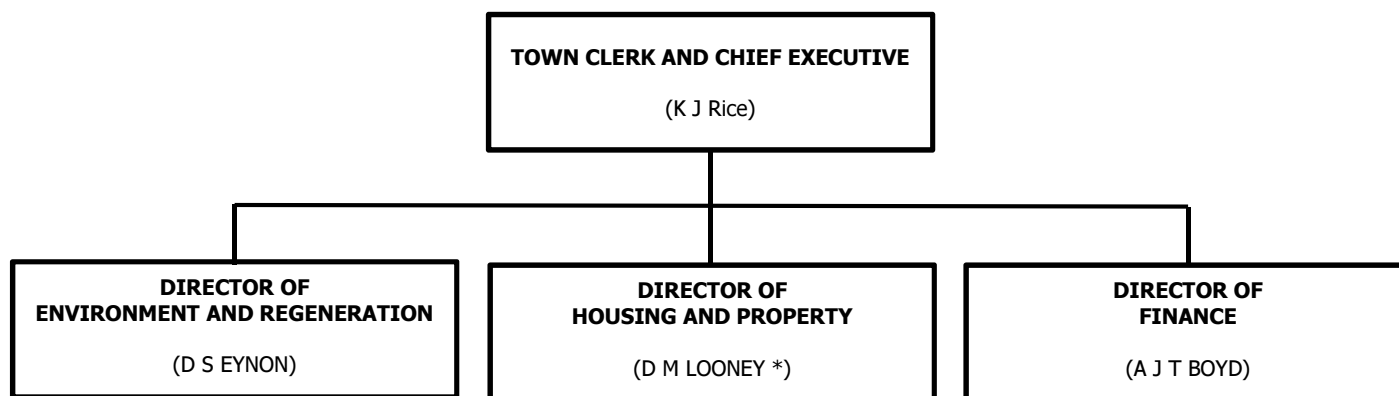 TOWN CLERK AND CHIEF EXECUTIVE
(K J Rice)
DIRECTOR OF
ENVIRONMENT AND REGENERATION
(D S EYNON)
DIRECTOR OF
HOUSING AND PROPERTY
(D M LOONEY *)
DIRECTOR OF
FINANCE
(A J T BOYD)